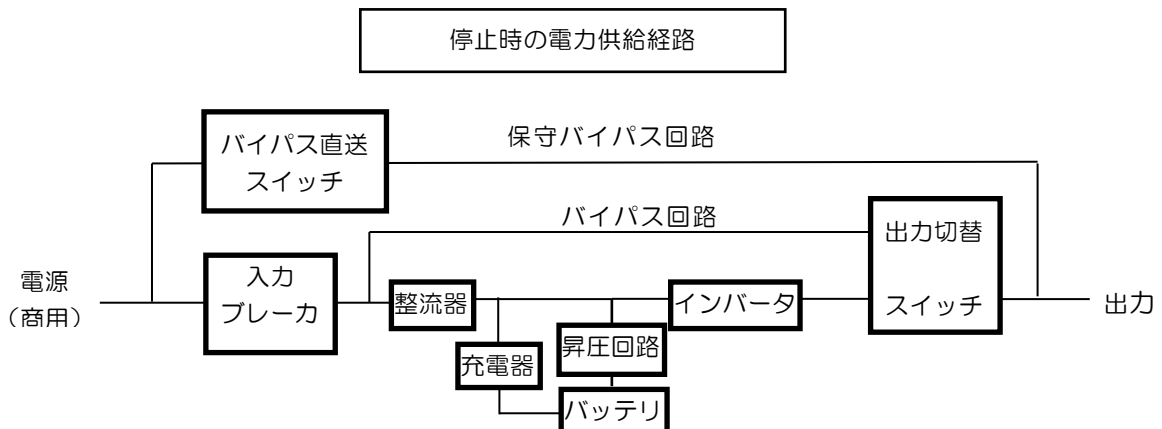 停止時の電力供給経路
バイパス直送
スイッチ
保守バイパス回路
バイパス回路
出力切替
スイッチ
電源
（商用）
入力
ブレーカ
整流器
インバータ
出力
充電器
昇圧回路
バッテリ